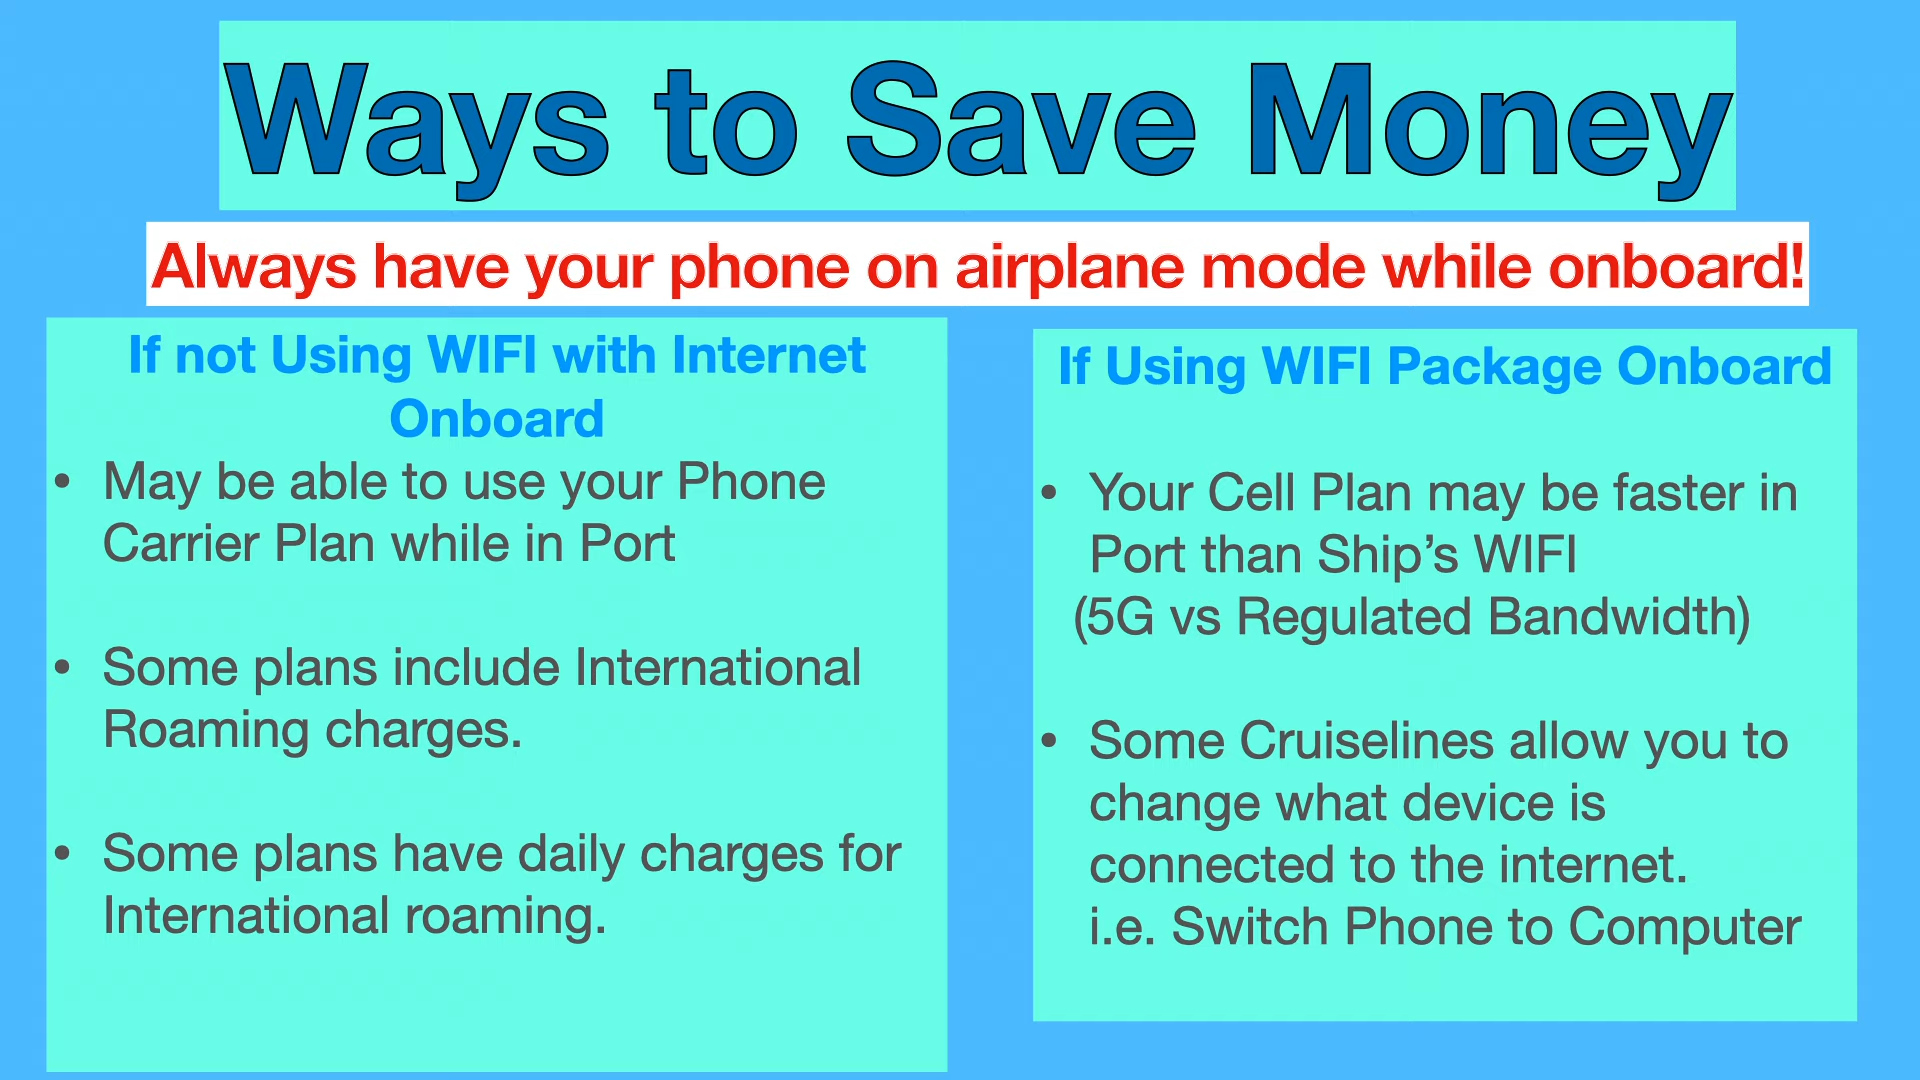 Ways to Save Money
Always have your phone on airplane mode while onboard!
If not Using WIFI with Internet
Onboard
• May be able to use your Phone
Carrier Plan while in Port
• Some plans include International
Roaming charges.
• Some plans have daily charges for
International roaming.
If Using WIFI Package Onboard
• Your Cell Plan may be faster in
Port than Ship’s WIFI
(5G vs Regulated Bandwidth)
• Some Cruiselines allow you to
change what device is
connected to the internet.
i.e. Switch Phone to Computer